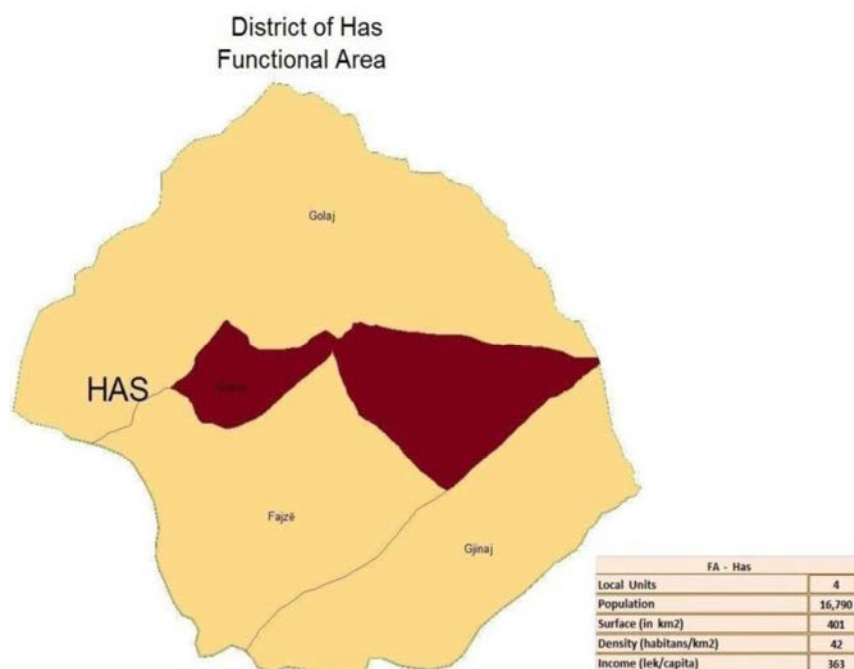 District of Has
Functional Area
Golaj
HAS
Fajzë
Gjinaj
FA - Has
Local Units 4
Population 16,790
Surface (in km2) 401
Density (habitans/km2) 42
Income (lek/capita) 363